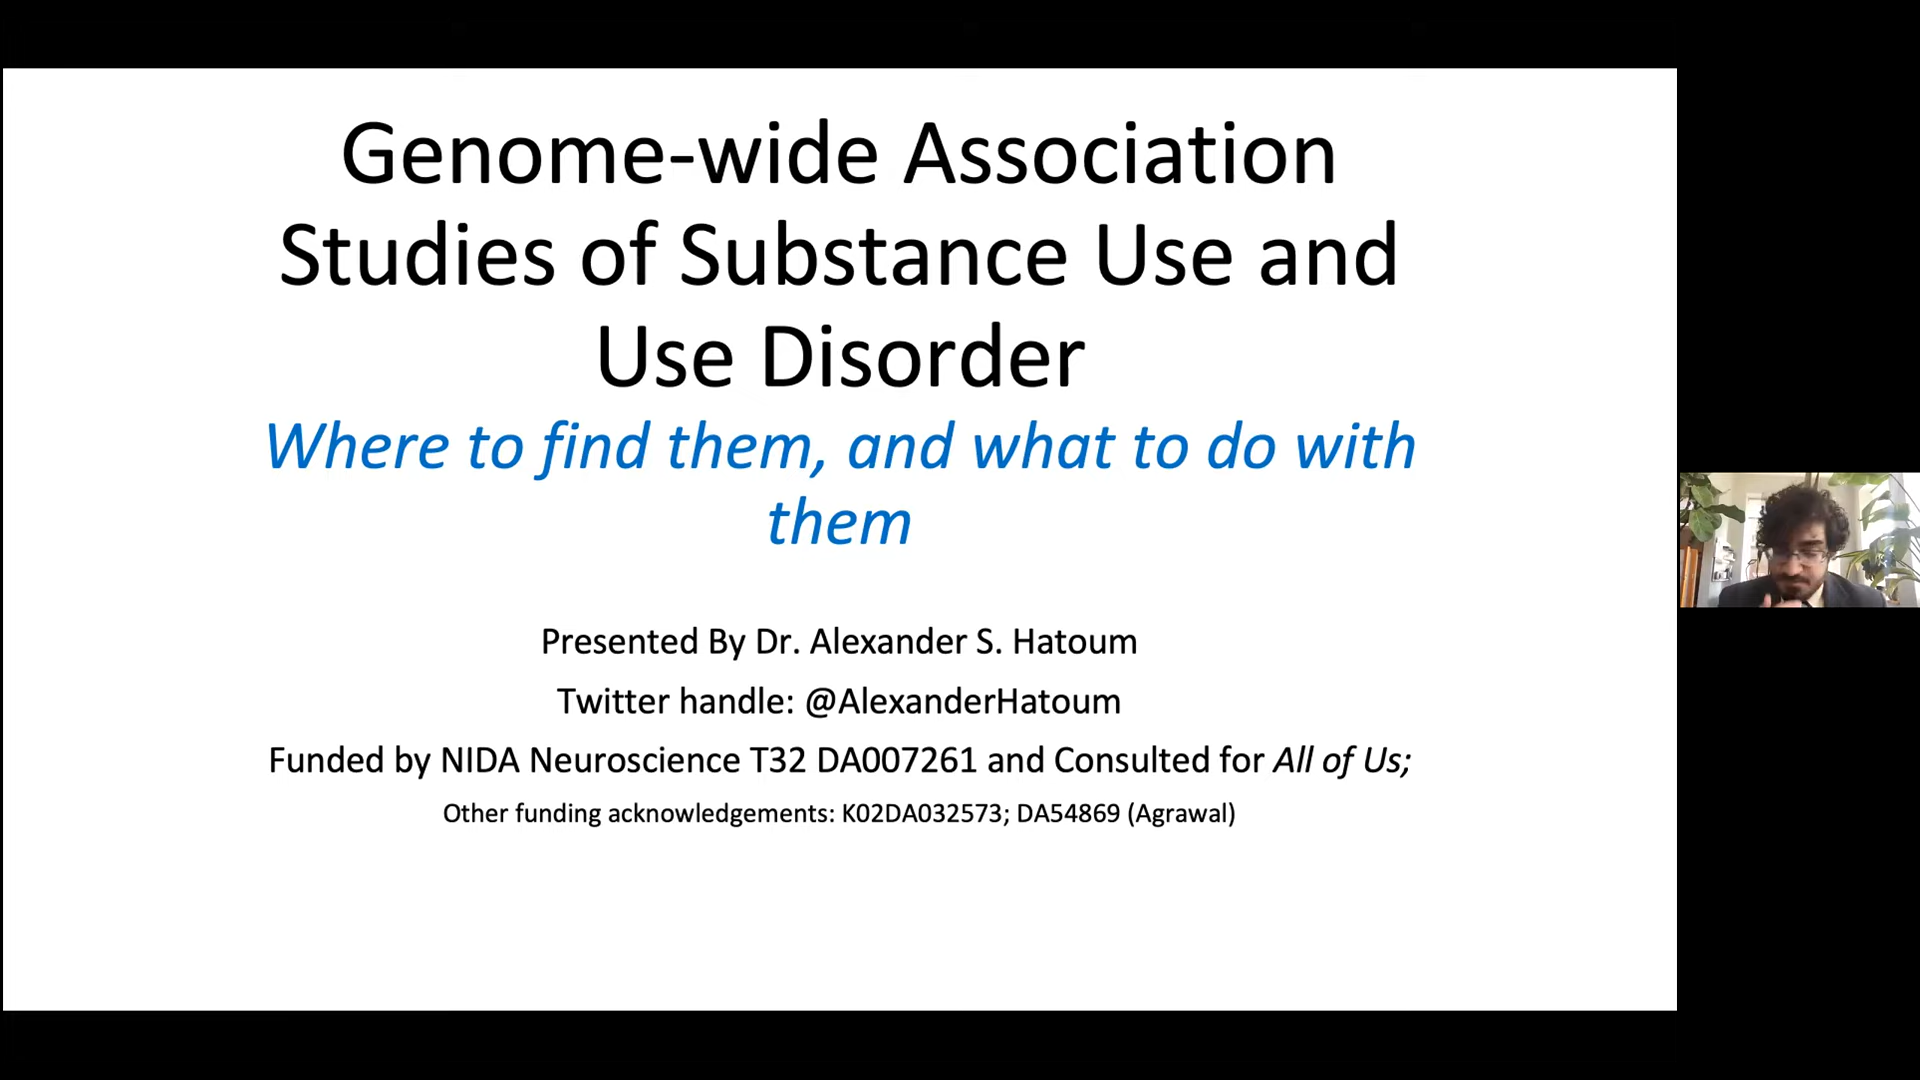 Genome-wide Association
Studies of Substance Use and
Use Disorder
Where to find them, and what to do with
them
Presented By Dr. Alexander S. Hatoum
Twitter handle: @AlexanderHatoum
Funded by NIDA Neuroscience T32 DA007261 and Consulted for All of Us;
Other funding acknowledgements: K02DA032573; DA54869 (Agrawal)